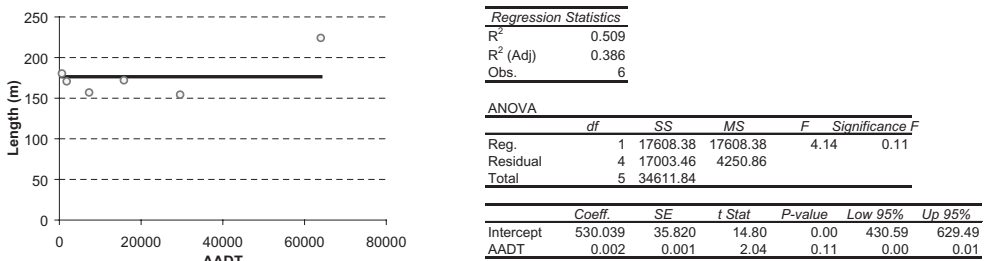 250
200
150
100
50
0
Length (m)
0 20000 40000 60000 80000
AADT
Regression Statistics
R2 0.509
R2 (Adj) 0.386
Obs. 6
ANOVA
df SS MS F Significance F
Reg. 1 17608.38 17608.38 4.14 0.11
Residual 4 17003.46 4250.86
Total 5 34611.84
Coeff. SE t Stat P-value Low 95% Up 95%
Intercept 530.039 35.820 14.80 0.00 430.59 629.49
AADT 0.002 0.001 2.04 0.11 0.00 0.01